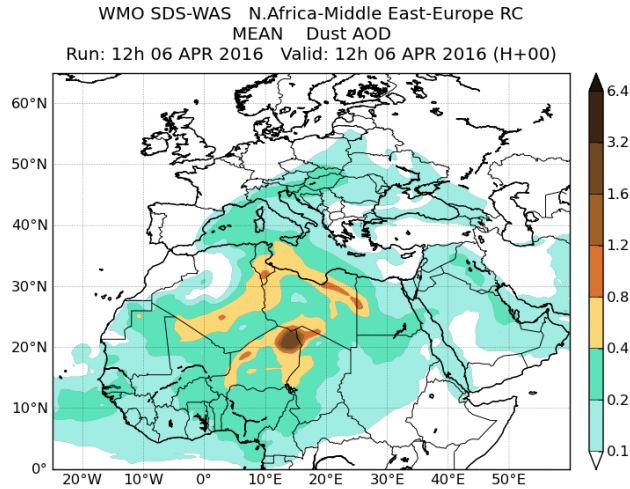 WMO SDS-WAS   N.Africa-Middle East-Europe RC
MEAN    Dust AOD
Run: 12h 06 APR 2016   Valid: 12h 06 APR 2016 (H+00)
60°N
50°N
40°N
30°N
20°N
10°N
0°
20°W
10°W
0°
10°E
20°E
30°E
40°E
50°E
6.4
3.2
1.6
1.2
0.8
0.4
0.2
0.1